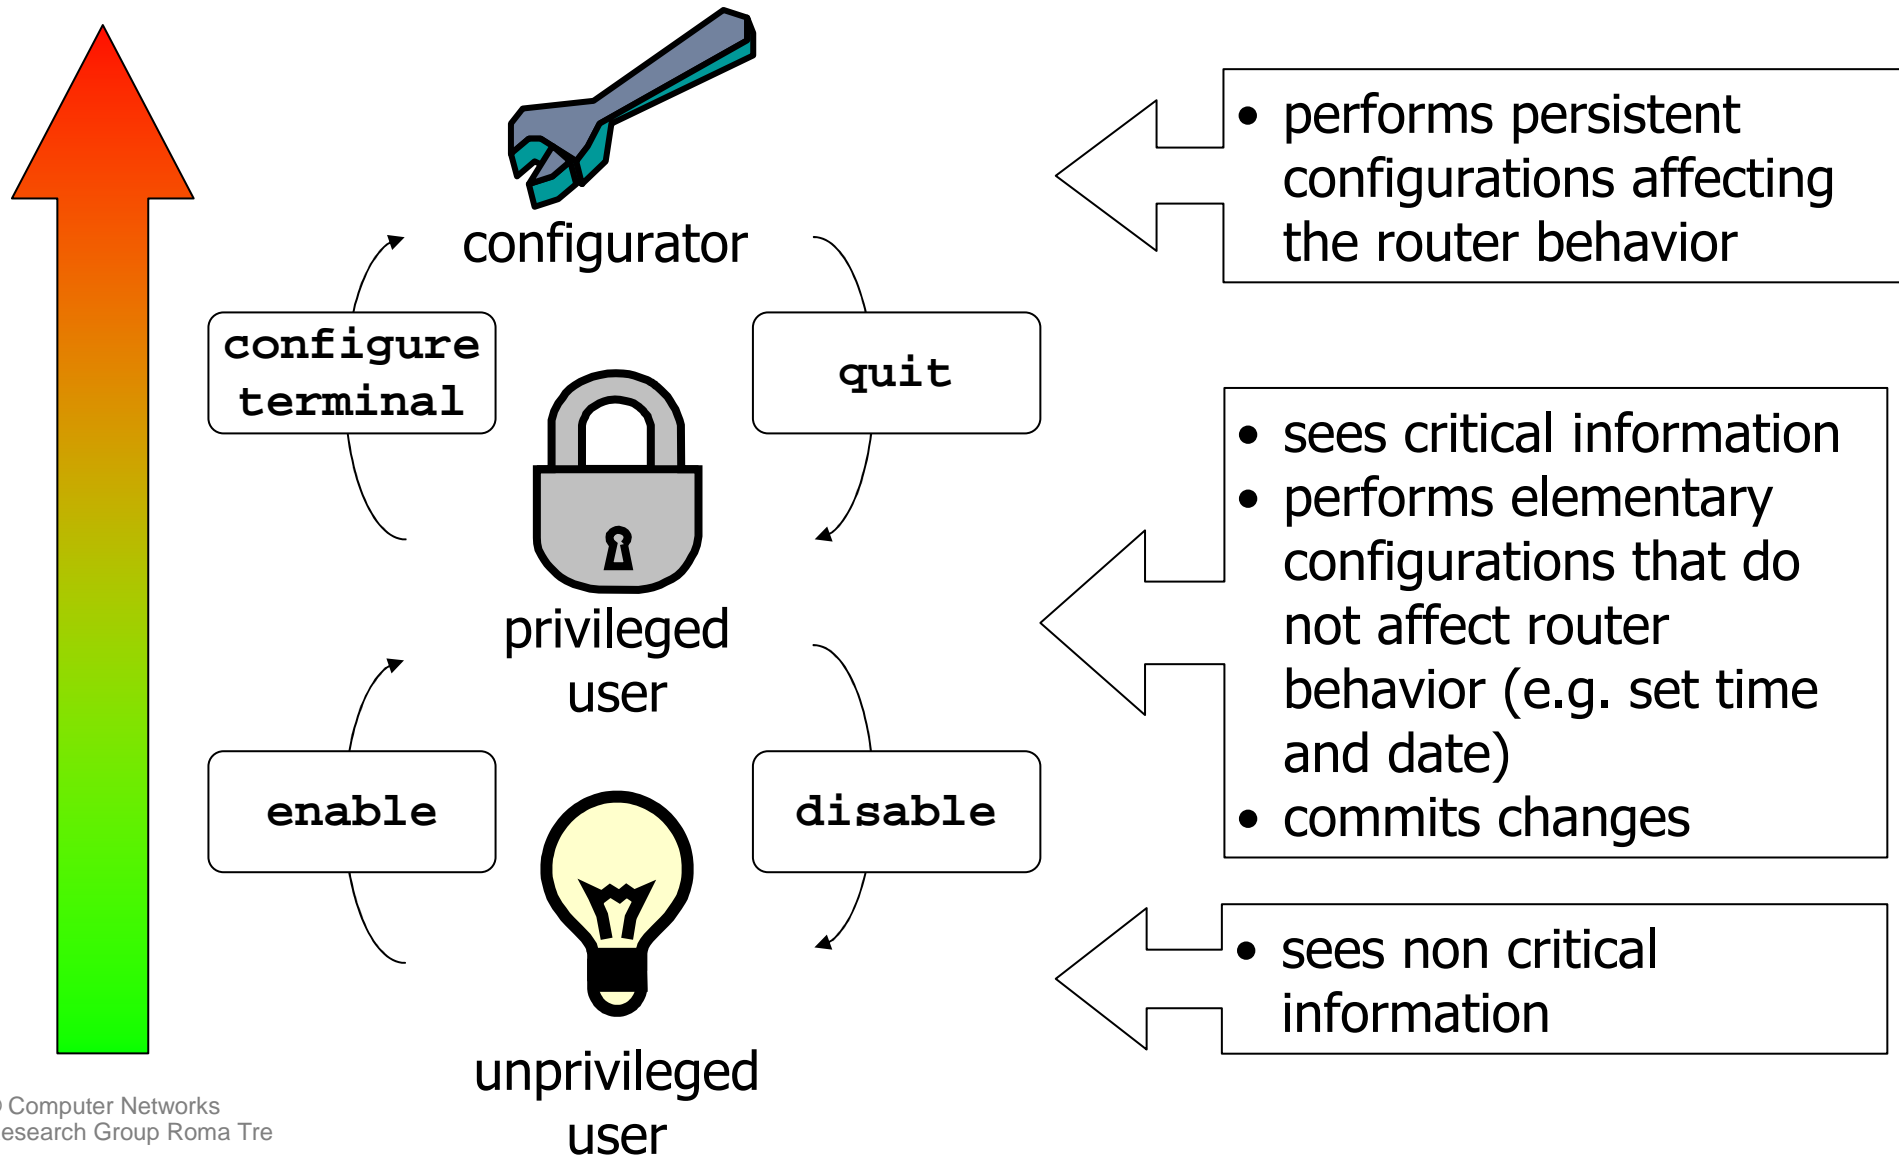 configurator
configure
terminal
quit
privileged
user
enable
disable
unprivileged
user
• performs persistent
configurations affecting
the router behavior
• sees critical information
• performs elementary
configurations that do
not affect router
behavior (e.g. set time
and date)
• commits changes
• sees non critical
information
Computer Networks
esearch Group Roma Tre